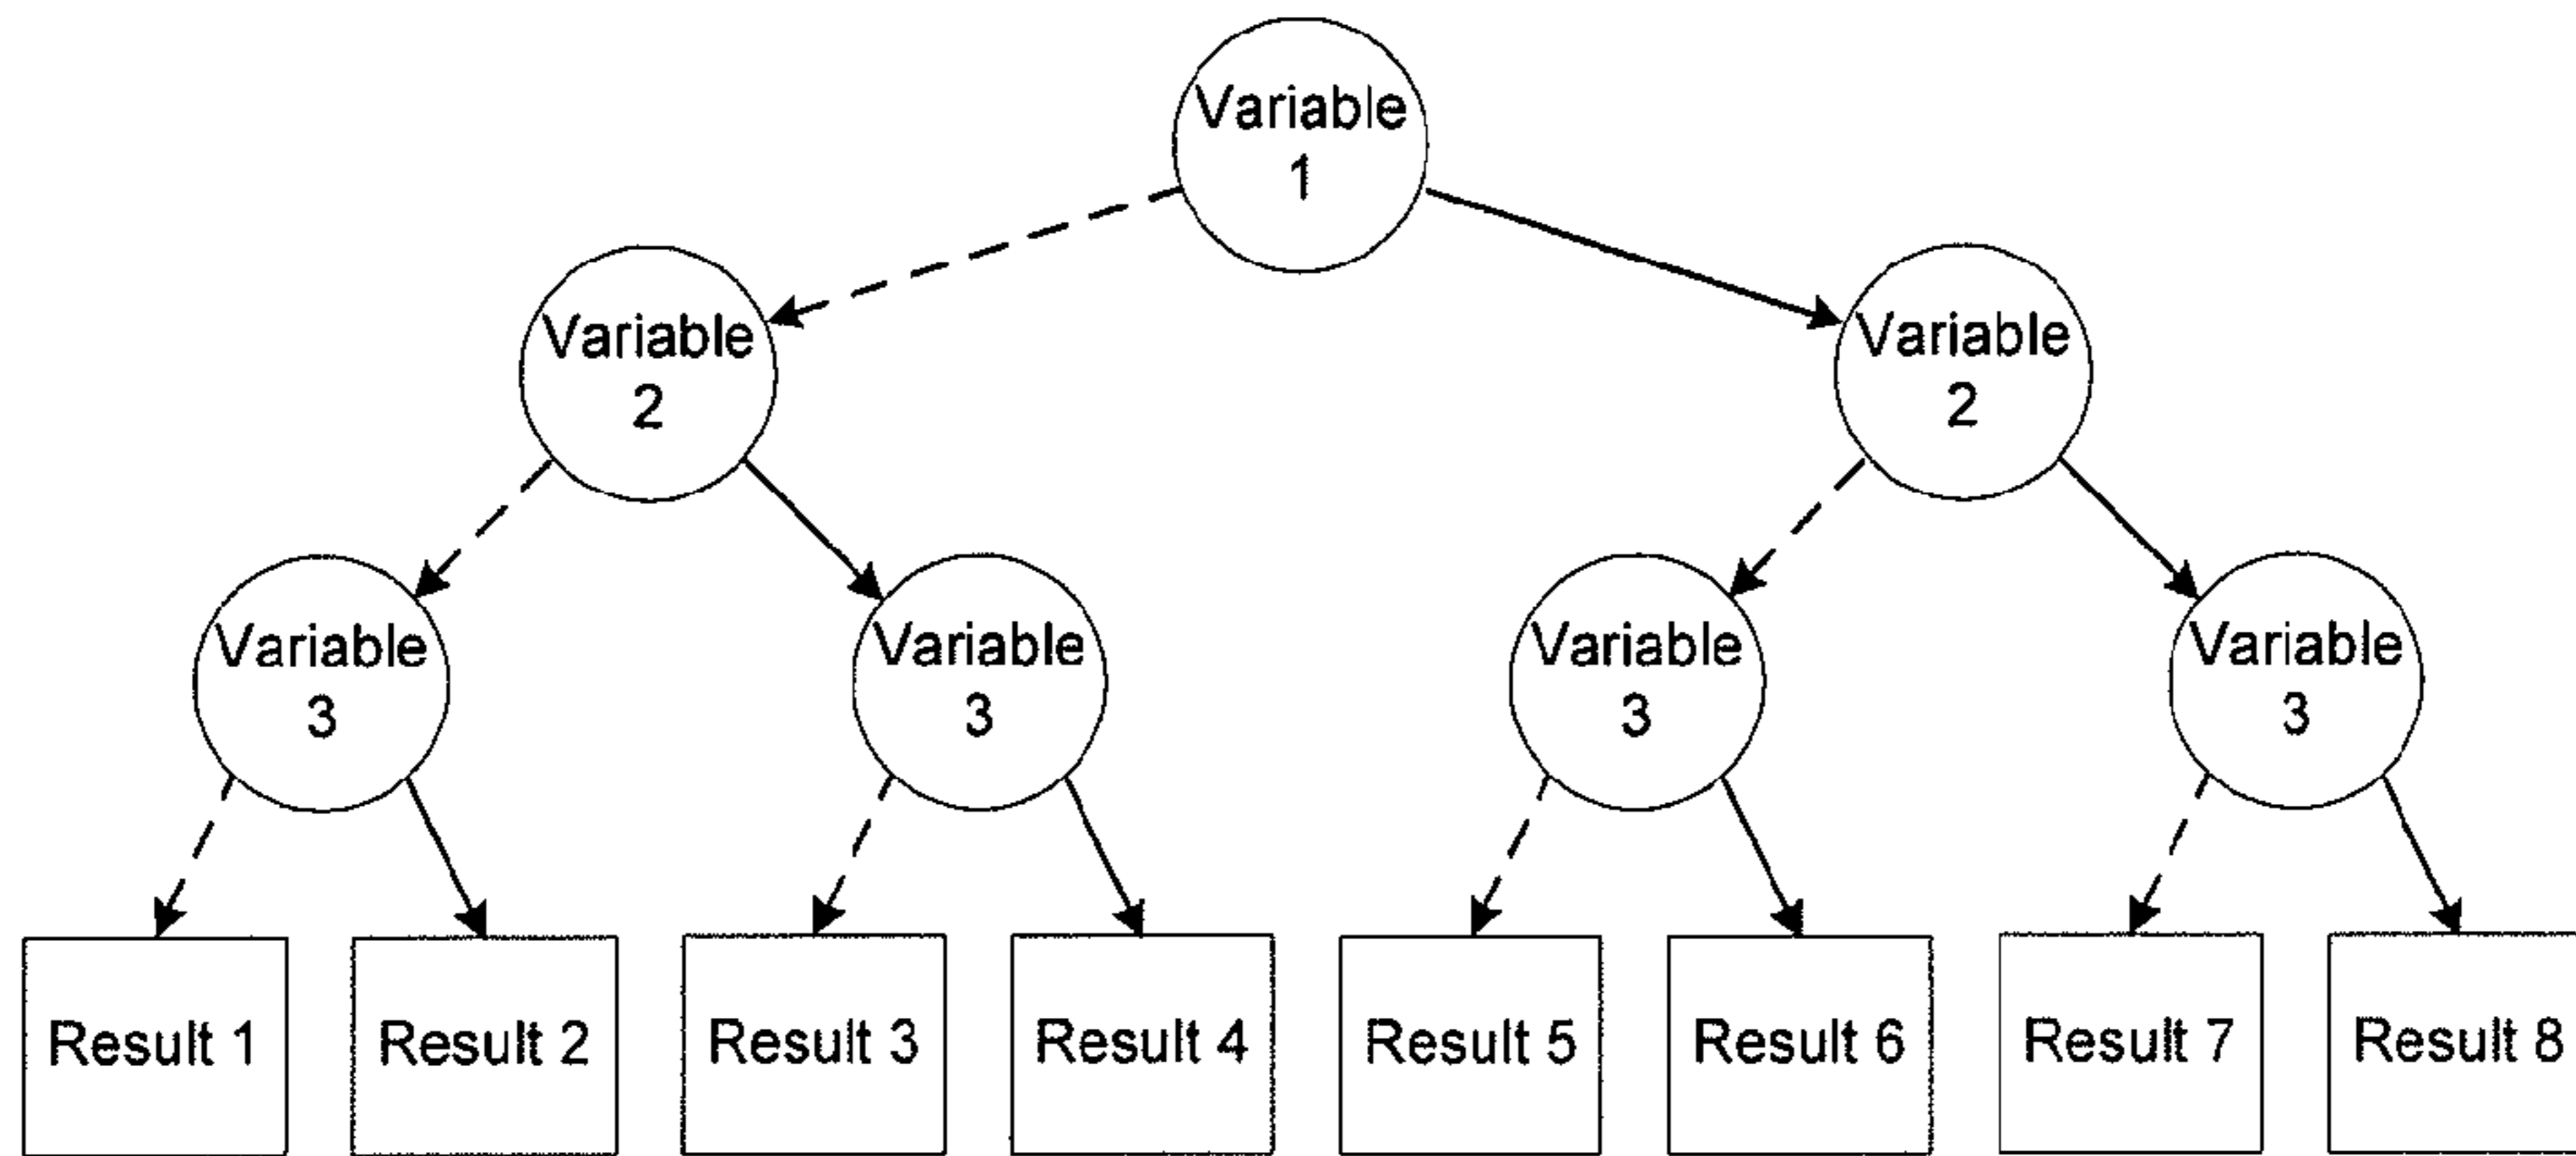 Variable
1
Variable
2
Variable
2
Variable
3
Variable
3
Variable
3
Variable
3
Result 1
Result 2
Result 3
Result 4
Result 5
Result 6
Result 7
Result 8